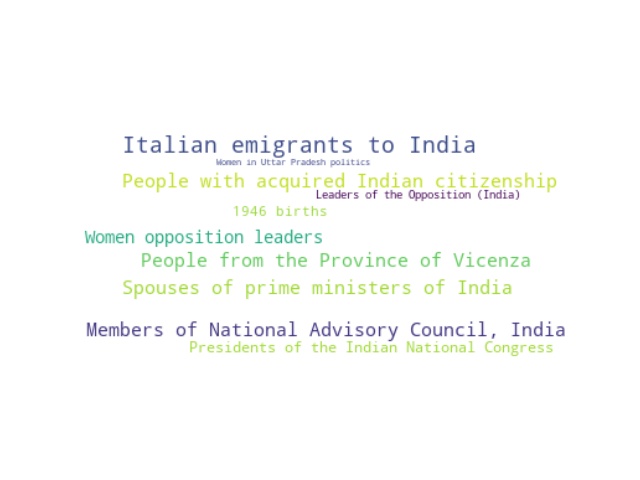 Italian emigrants to India
Women in Uttar Pradesh politics
People with acquired Indian citizenship
Leaders of the Opposition (India)
1946 births
Women opposition leaders
People from the Province of Vicenza
Spouses of prime ministers of India
Members of National Advisory Council, India
Presidents of the Indian National Congress